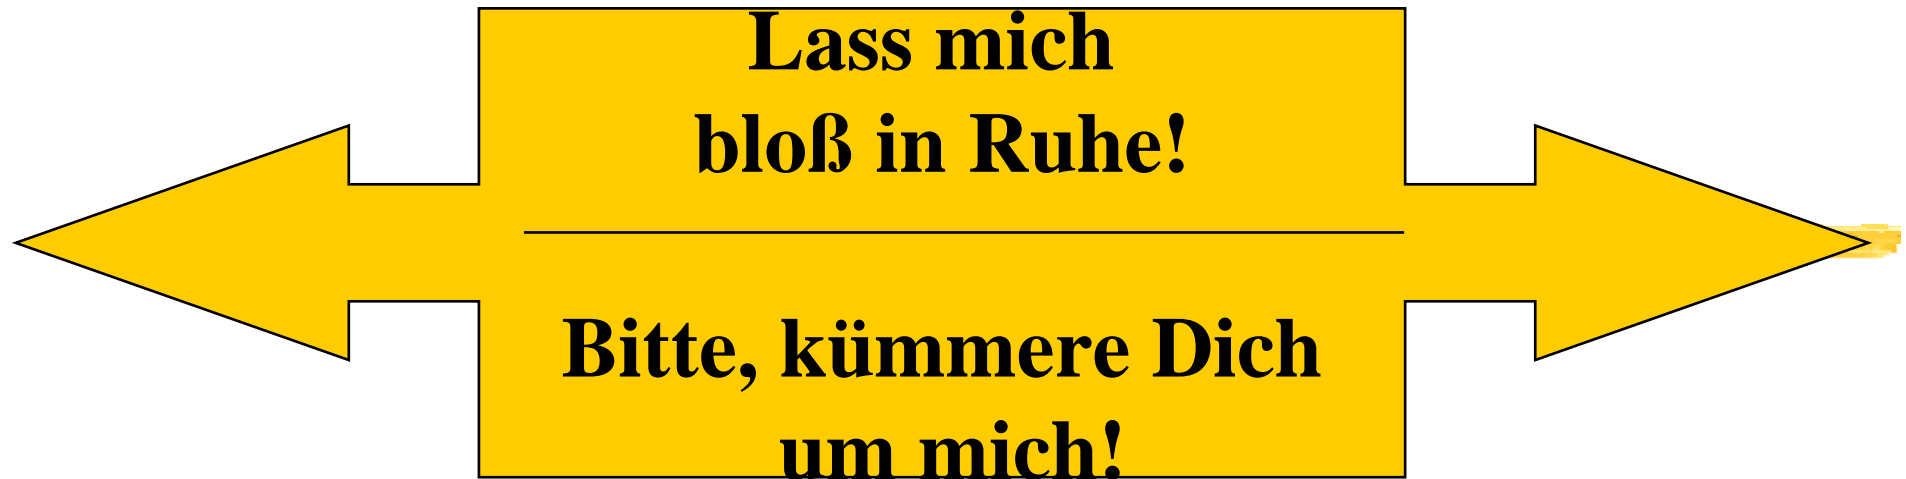 Lass mich
bloß in Ruhe!
Bitte, kümmere Dich
um mich!